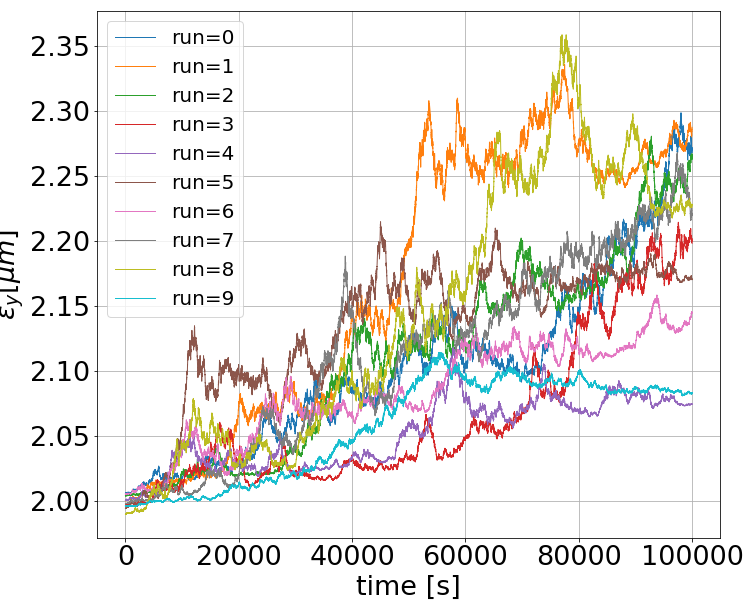 2.35
2.30
2.25
2.20
2.15
2.10
2.05
2.00
εy[μm]
run=0
run=1
run=2
run=3
run=4
run=5
run=6
run=7
run=8
run=9
0 20000 40000 60000 80000 100000
time [s]